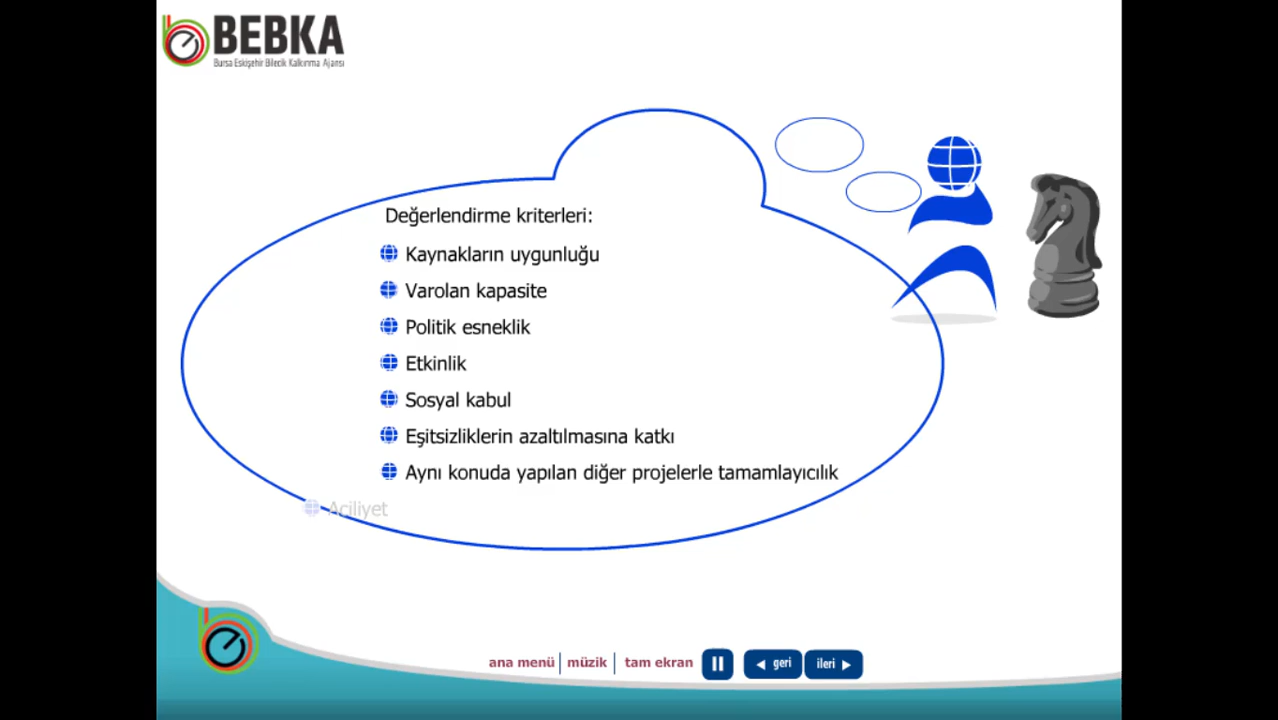 BEBKA
Bursa Eskişehir Bilecik Kalkınma Ajansı
Değerlendirme kriterleri:
Kaynakların uygunluğu
Varolan kapasite
Politik esneklik
Etkinlik
Sosyal kabul
Eşitsizliklerin azaltılmasına katkı
Aynı konuda yapılan diğer projelerle tamamlayıcılık
Aciliyet
ana menü müzik tam ekran geri ileri